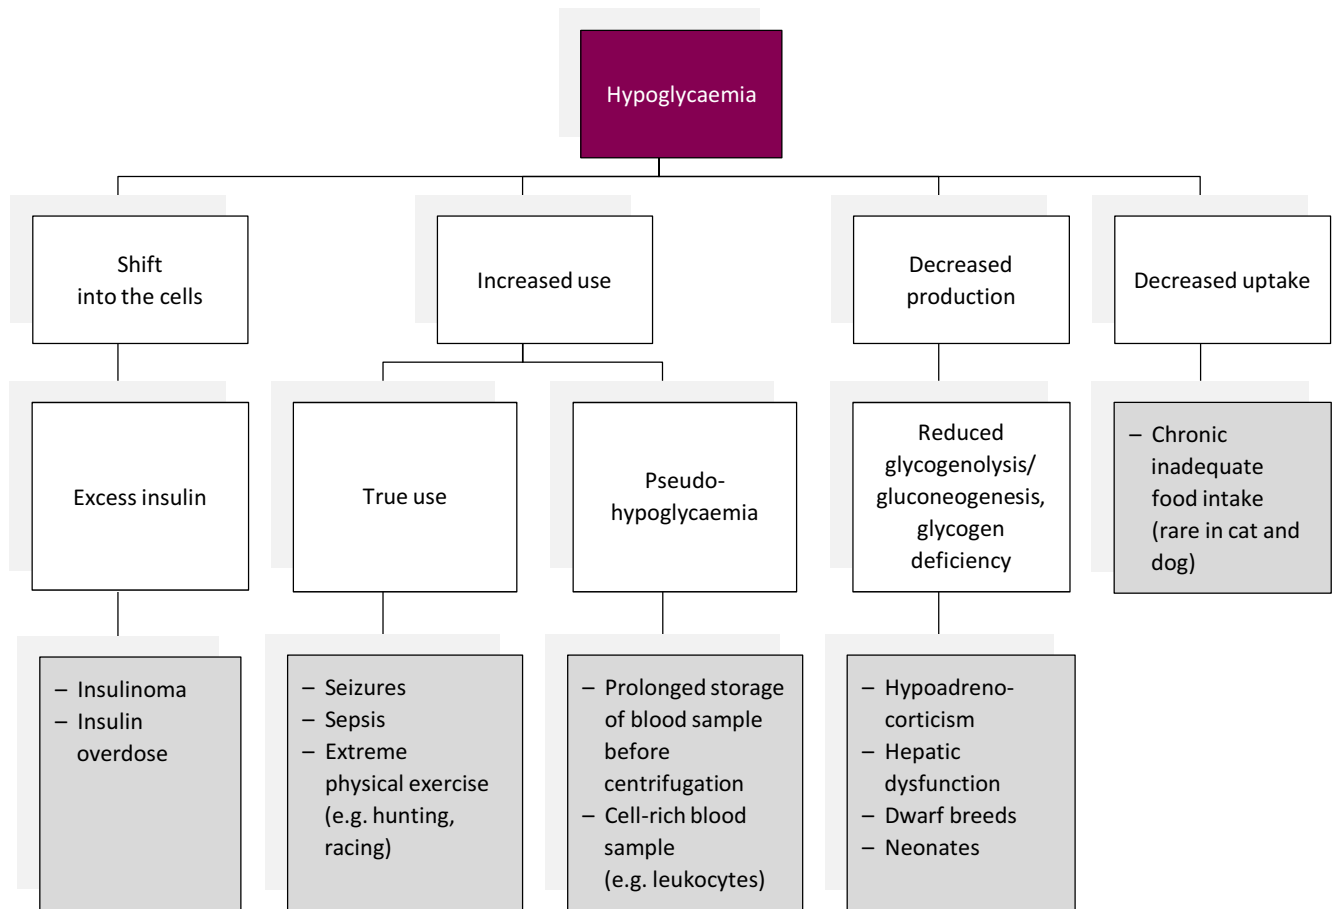 Hypoglycaemia
Shift
into the cells
Increased use
Decreased
production
Decreased uptake
Excess insulin
True use
Pseudo-
hypoglycaemia
Reduced
glycogenolysis/
gluconeogenesis,
glycogen
deficiency
– Chronic
inadequate
food intake
(rare in cat and
dog)
– Insulinoma
– Insulin
overdose
– Seizures
– Sepsis
– Extreme
physical exercise
(e.g. hunting,
racing)
– Prolonged storage
of blood sample
before
centrifugation
– Cell-rich blood
sample
(e.g. leukocytes)
– Hypoadreno-
corticism
– Hepatic
dysfunction
– Dwarf breeds
– Neonates